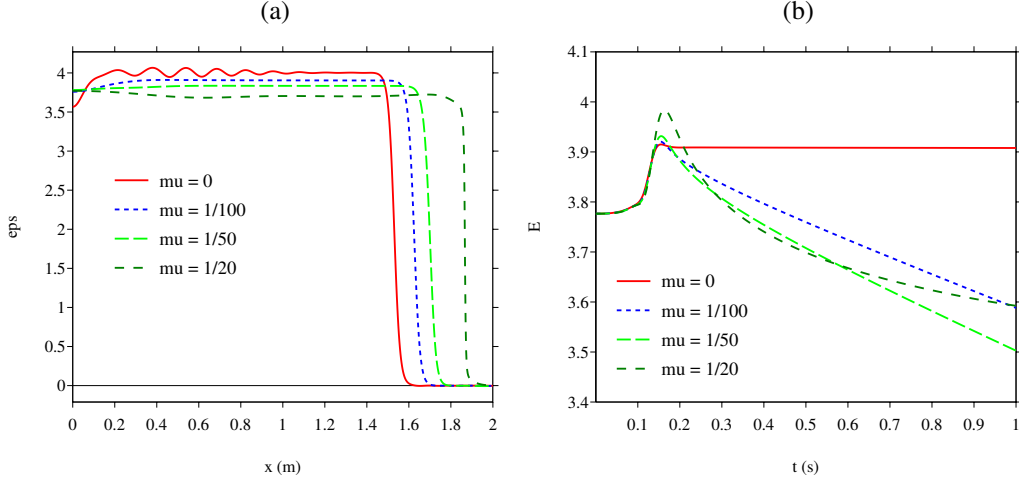 (a)
eps
4
3.5
3
2.5
2
1.5
1
0.5
0
0 0.2 0.4 0.6 0.8 1 1.2 1.4 1.6 1.8 2
x (m)
mu = 0
mu = 1/100
mu = 1/50
mu = 1/20
(b)
E
4.1
4
3.9
3.8
3.7
3.6
3.5
3.4
0.1 0.2 0.3 0.4 0.5 0.6 0.7 0.8 0.9 1
t (s)
mu = 0
mu = 1/100
mu = 1/50
mu = 1/20